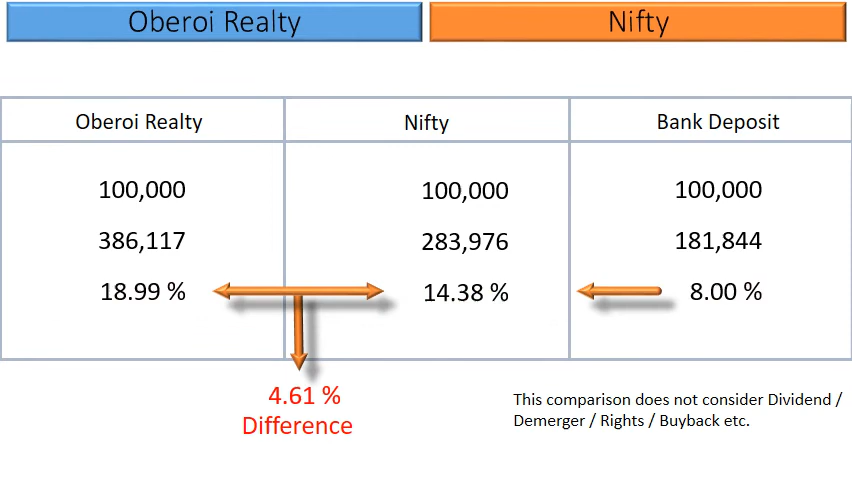 Oberoi Realty Nifty
Oberoi Realty Nifty Bank Deposit
100,000 100,000 100,000
386,117 283,976 181,844
18.99 % 14.38 % 8.00 %
4.61 %
Difference
This comparison does not consider Dividend /
Demerger / Rights / Buyback etc.